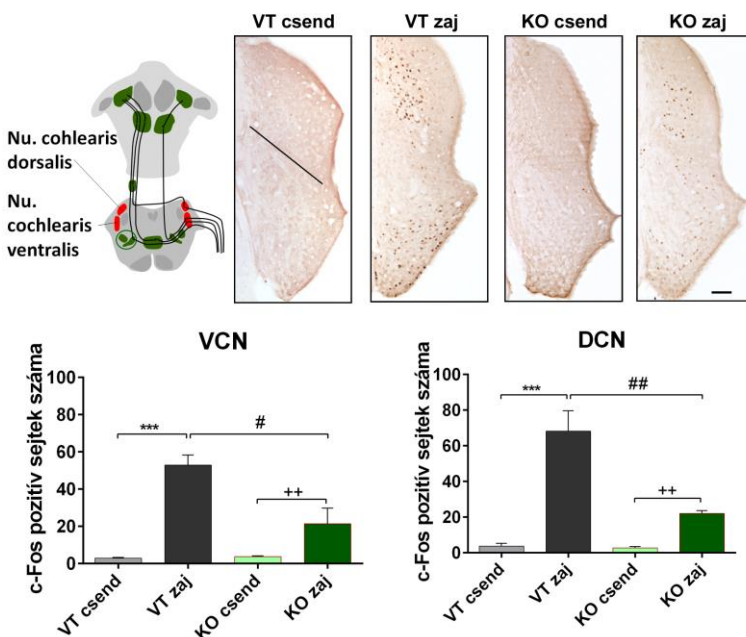 VT csend
VT zaj
KO csend
KO zaj
Nu. cohlearis
dorsalis
Nu.
cochlearis
ventralis
VCN
c-Fos pozitív sejtek száma
100
80
60
40
20
0
***
#
++
VT csend
VT zaj
KO csend
KO zaj
DCN
c-Fos pozitív sejtek száma
100
80
60
40
20
0
***
##
++
VT csend
VT zaj
KO csend
KO zaj